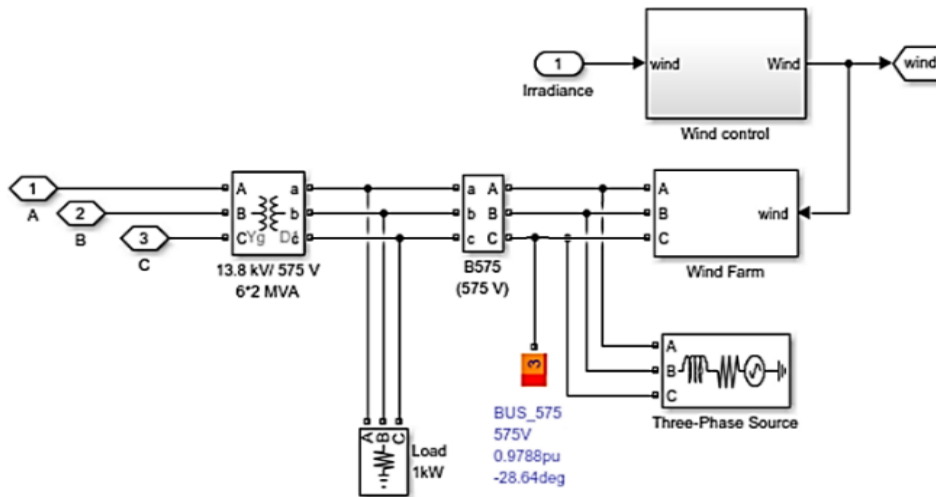 1
Irradiance
wind
Wind
Wind control
wind
1
A
2
B
3
C
A
B
C
Yg
a
b
c
13.8 kV/ 575 V
6*2 MVA
a
b
c
A
B
C
B575
(575 V)
A
B
C
wind
Wind Farm
A
B
C
Three-Phase Source
3
BUS_575
575V
0.9788pu
-28.64deg
A
B
C
Load
1kW